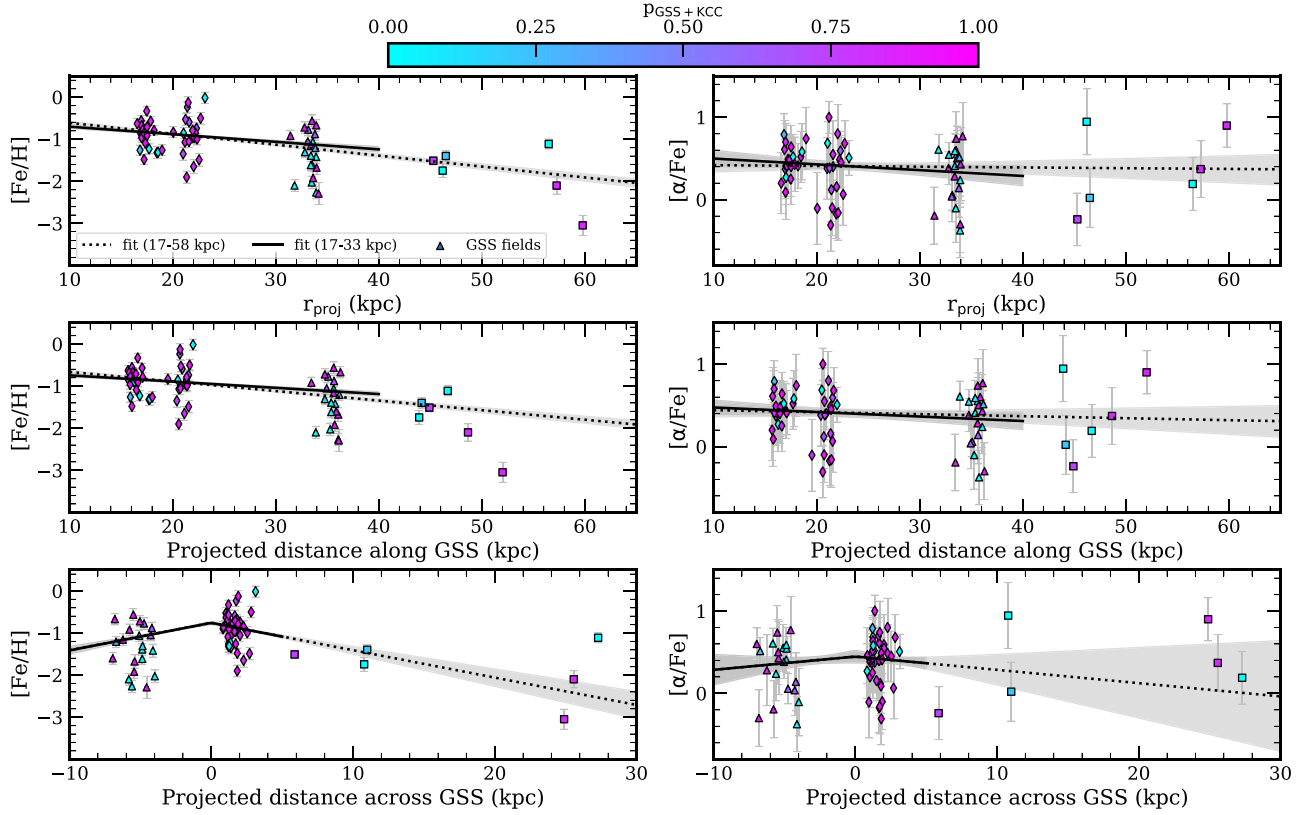 pGSS+KCC
0.00 0.25 0.50 0.75 1.00
[Fe/H]
0
−1
−2
−3
fit (17-58 kpc) fit (17-33 kpc) GSS fields
10 20 30 40 50 60
rproj (kpc)
[α/Fe]
1
0
10 20 30 40 50 60
rproj (kpc)
[Fe/H]
0
−1
−2
−3
10 20 30 40 50 60
Projected distance along GSS (kpc)
[α/Fe]
1
0
10 20 30 40 50 60
Projected distance along GSS (kpc)
[Fe/H]
0
−1
−2
−3
−10 0 10 20 30
Projected distance across GSS (kpc)
[α/Fe]
1
0
−10 0 10 20 30
Projected distance across GSS (kpc)